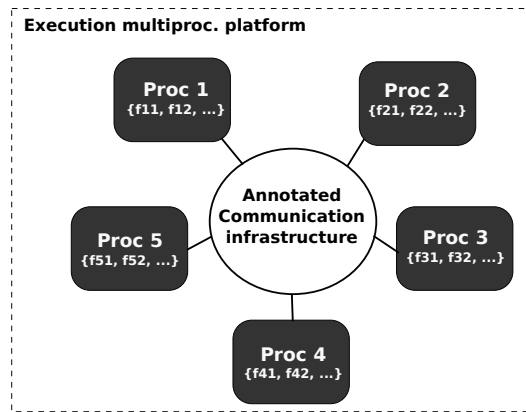 Execution multiproc. platform
Proc 1
{f11, f12, ...}
Proc 2
{f21, f22, ...}
Annotated
Communication
infrastructure
Proc 5
{f51, f52, ...}
Proc 3
{f31, f32, ...}
Proc 4
{f41, f42, ...}